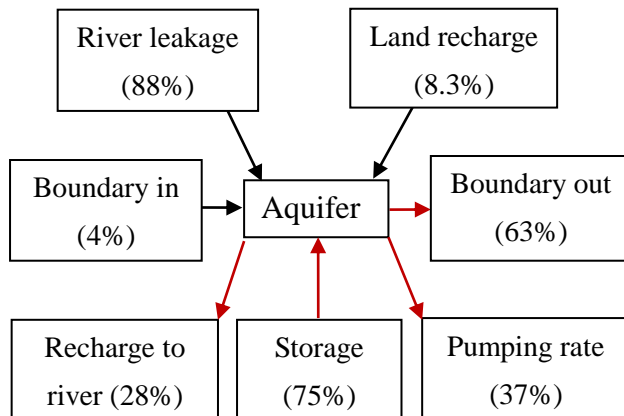 River leakage
(88%)
Land recharge
(8.3%)
Boundary in
(4%)
Aquifer
Boundary out
(63%)
Recharge to
river (28%)
Storage
(75%)
Pumping rate
(37%)